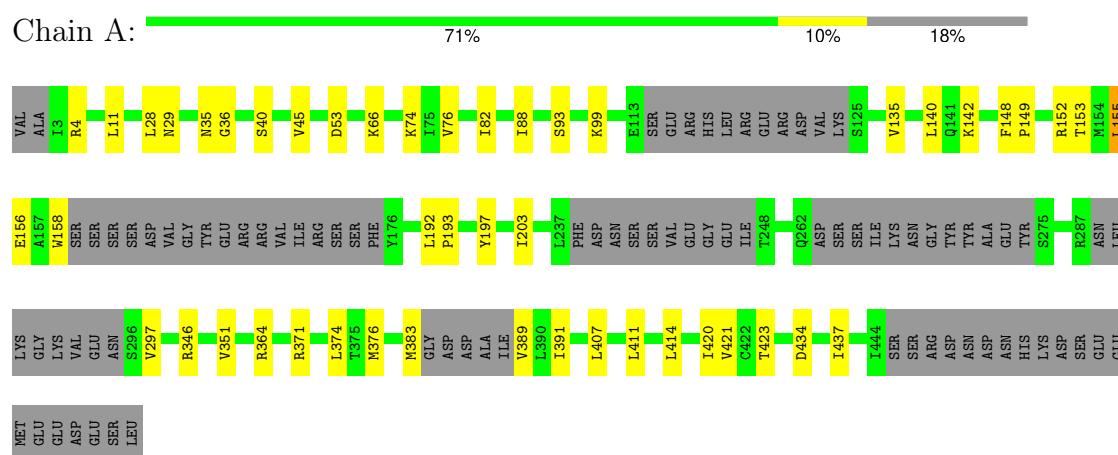 Chain A:
71% 10% 18%
VAL ALA I3 R4 L11 L28 N29 N35 G36 S40 V45 D53 K66 K74 I75 V76 I82 I88 S93 K99 E113 SER GLU ARG HIS LEU ARG GLU ARG ASP VAL LYS S125 V135 L140 Q141 K142 F148 P149 R152 T153 M154 L155
E156 A157 W158 SER SER SER SER ASP VAL GLY TYR GLU ARG ARG VAL ILE ARG SER SER PHE Y176 L192 P193 Y197 I203 L237 PHE ASP ASN SER SER VAL GLU GLY GLU ILE T248 Q262 ASP SER SER ILE LYS ASN GLY TYR TYR ALA GLU TYR S275 R287 ASN LEU
LYS GLY LYS VAL GLU ASN S296 V297 R346 V351 R364 R371 L374 T375 M376 M383 GLY ASP ASP ALA ILE V389 L390 I391 L407 L411 L414 I420 V421 C422 T423 D434 I437 I444 SER SER ARG ASP ASN ASP ASN HIS LYS ASP SER GLU GLU
MET GLU GLU ASP GLU SER LEU